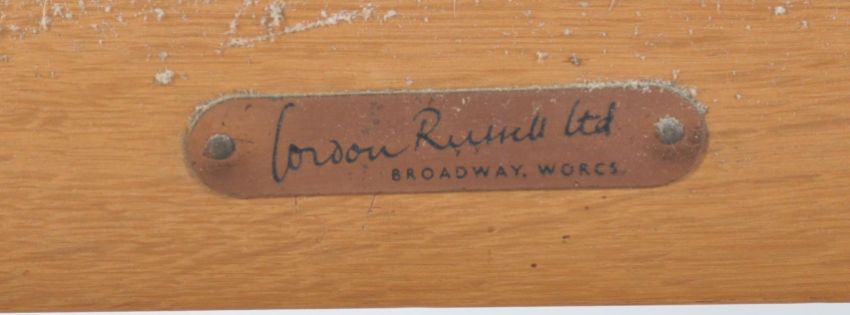 Gordon Russell Ltd
BROADWAY, WORCS.